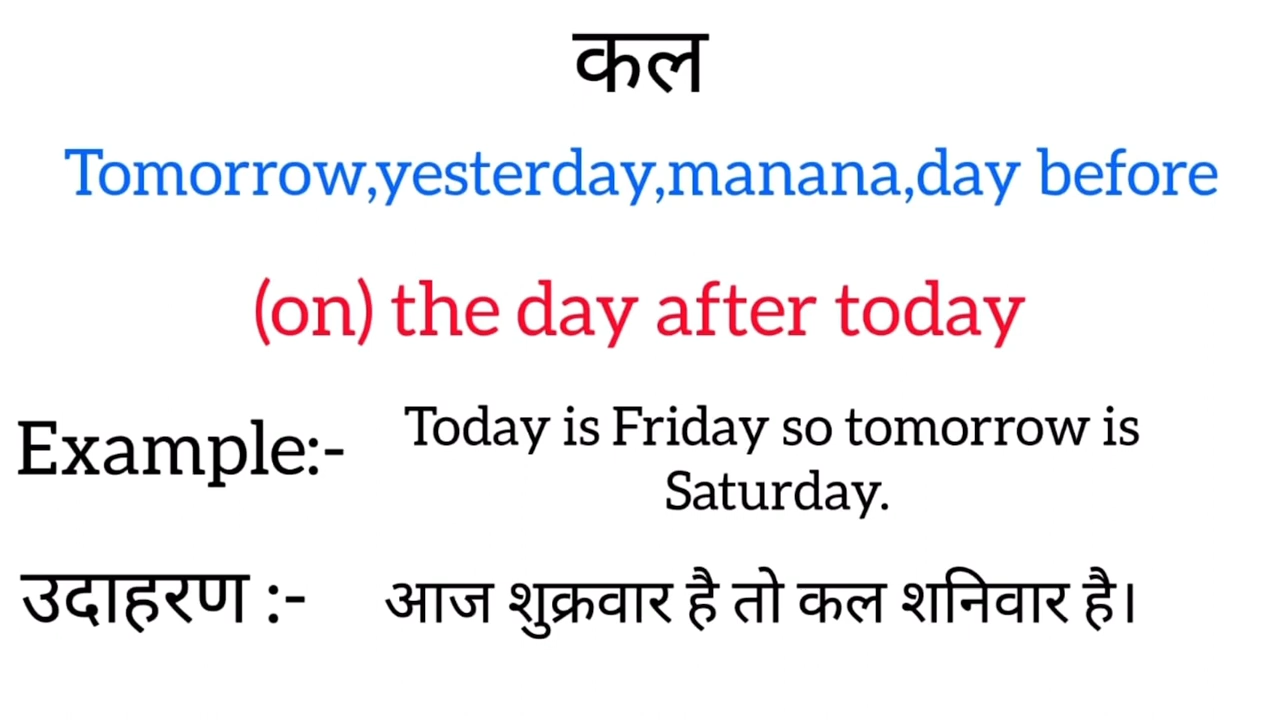 कल
Tomorrow,yesterday,manana,day before
(on) the day after today
Example:- Today is Friday so tomorrow is
Saturday.
उदाहरण :- आज शुक्रवार है तो कल शनिवार है।